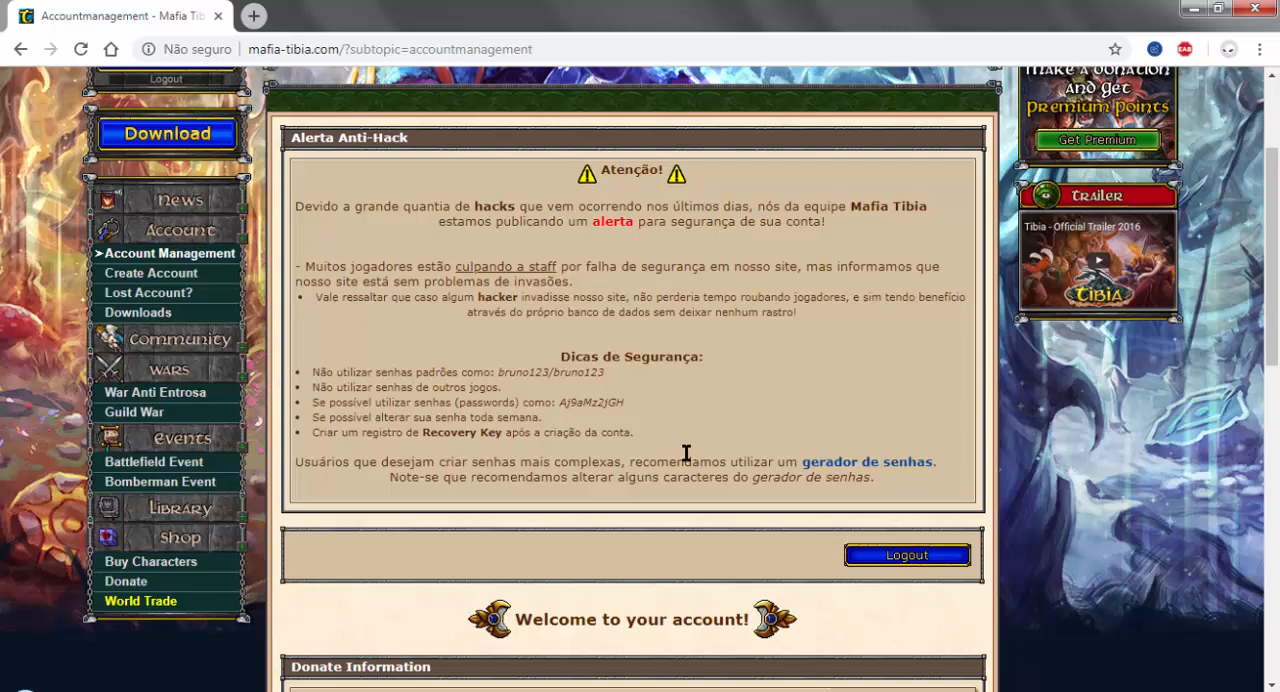 Accountmanagement - Mafia Tib
Não seguro
mafia-tibia.com/?subtopic=accountmanagement
EAB
Logout
Download
News
Account
➤Account Management
Create Account
Lost Account?
Downloads
Community
Wars
War Anti Entrosa
Guild War
Events
Battlefield Event
Bomberman Event
Library
Shop
Buy Characters
Donate
World Trade
Alerta Anti-Hack
Atenção!
Devido a grande quantia de hacks que vem ocorrendo nos últimos dias, nós da equipe Mafia Tibia
estamos publicando um alerta para segurança de sua conta!
- Muitos jogadores estão culpando a staff por falha de segurança em nosso site, mas informamos que
nosso site está sem problemas de invasões.
• Vale ressaltar que caso algum hacker invadisse nosso site, não perderia tempo roubando jogadores, e sim tendo benefício
através do próprio banco de dados sem deixar nenhum rastro!
Dicas de Segurança:
• Não utilizar senhas padrões como: bruno123/bruno123
• Não utilizar senhas de outros jogos.
• Se possível utilizar senhas (passwords) como: Aj9aMz2jGH
• Se possível alterar sua senha toda semana.
• Criar um registro de Recovery Key após a criação da conta.
Usuários que desejam criar senhas mais complexas, recomendamos utilizar um gerador de senhas.
Note-se que recomendamos alterar alguns caracteres do gerador de senhas.
Logout
Welcome to your account!
Donate Information
Make a donation
and get
Premium Points
Get Premium
Trailer
Tibia - Official Trailer 2016
TIBIA